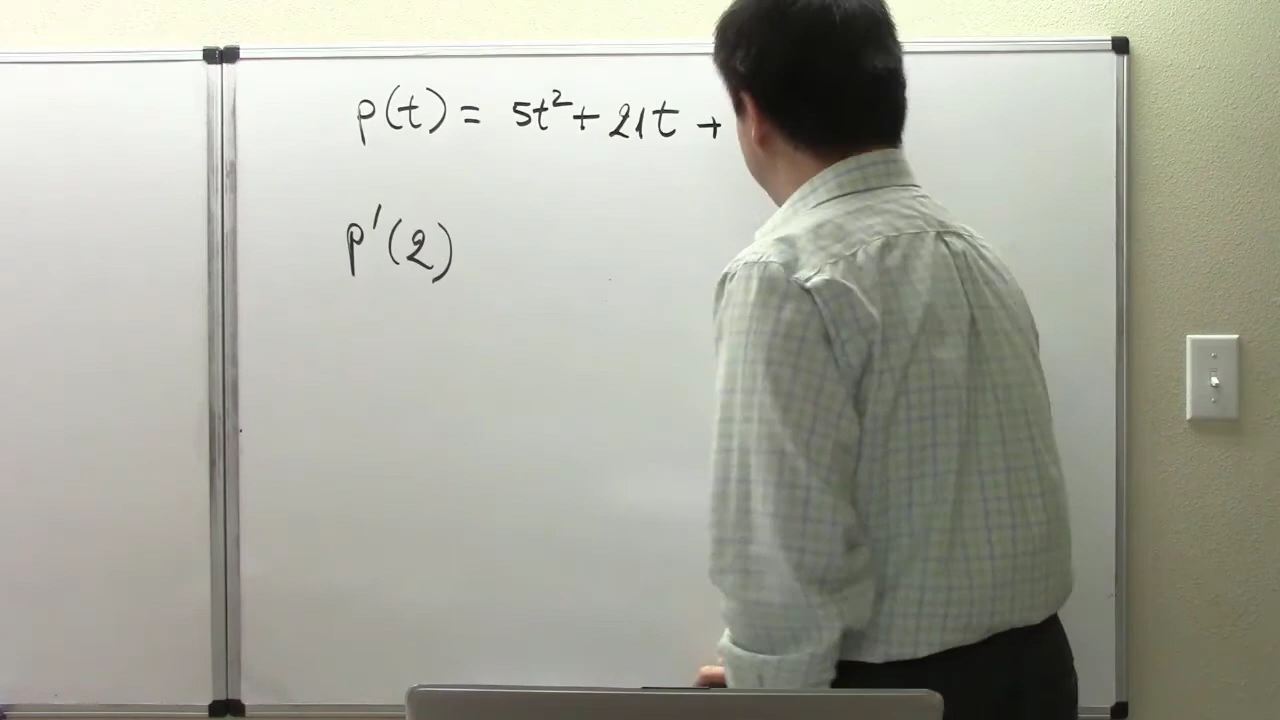 p(t) = 5t² + 21t +
p'(2)